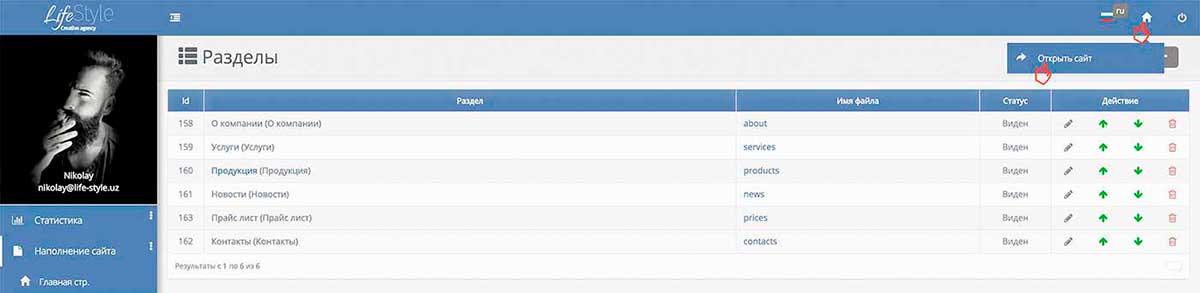 LifeStyle
Creative agency
ru
Разделы
Открыть сайт
Id Раздел Имя файла Статус Действие
158 О компании (О компании) about Виден
159 Услуги (Услуги) services Виден
160 Продукция (Продукция) products Виден
161 Новости (Новости) news Виден
163 Прайс лист (Прайс лист) prices Виден
162 Контакты (Контакты) contacts Виден
Результаты с 1 по 6 из 6
Nikolay
nikolay@life-style.uz
Статистика
Наполнение сайта
Главная стр.